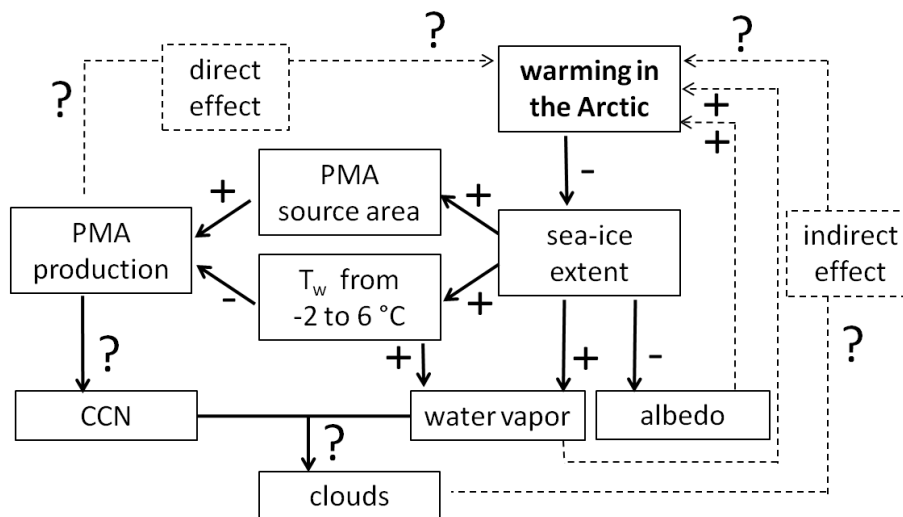 ?
?
?
direct
effect
warming in
the Arctic
+
+
?
-
PMA
source area
+
+
PMA
production
sea-ice
extent
indirect
effect
T_w from
-2 to 6 °C
-
+
?
+
+
-
?
CCN
water vapor
albedo
?
clouds